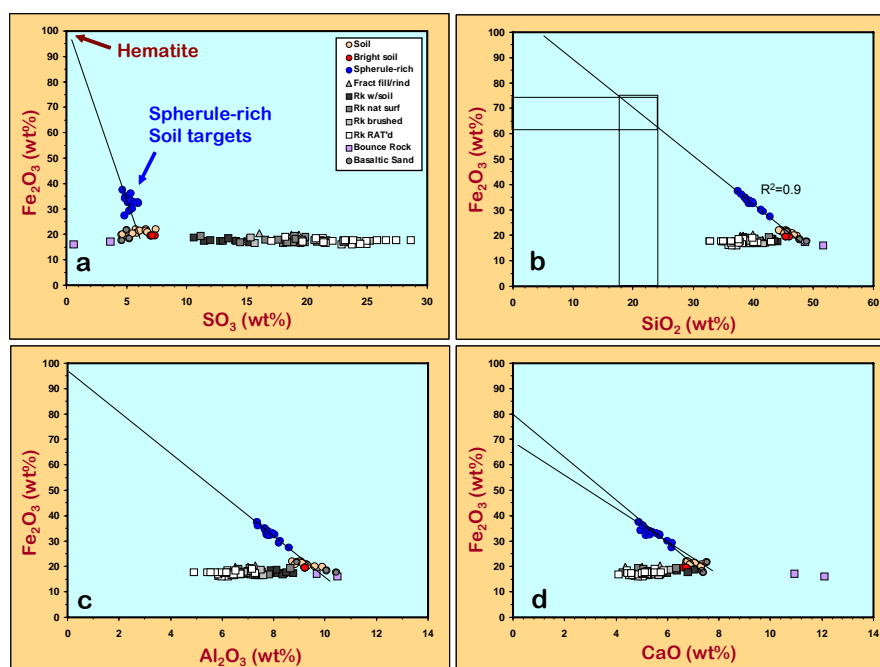 Hematite
Spherule-rich
Soil targets
Soil
Bright soil
Spherule-rich
Fract fill/rind
Rk w/soil
Rk nat surf
Rk brushed
Rk RAT'd
Bounce Rock
Basaltic Sand
100
90
80
70
60
50
40
30
20
10
0
Fe₂O₃ (wt%)
a
0 5 10 15 20 25 30
SO₃ (wt%)
100
90
80
70
60
50
40
30
20
10
0
Fe₂O₃ (wt%)
R²=0.9
b
0 10 20 30 40 50 60
SiO₂ (wt%)
100
90
80
70
60
50
40
30
20
10
0
Fe₂O₃ (wt%)
c
0 2 4 6 8 10 12 14
Al₂O₃ (wt%)
100
90
80
70
60
50
40
30
20
10
0
Fe₂O₃ (wt%)
d
0 2 4 6 8 10 12 14
CaO (wt%)